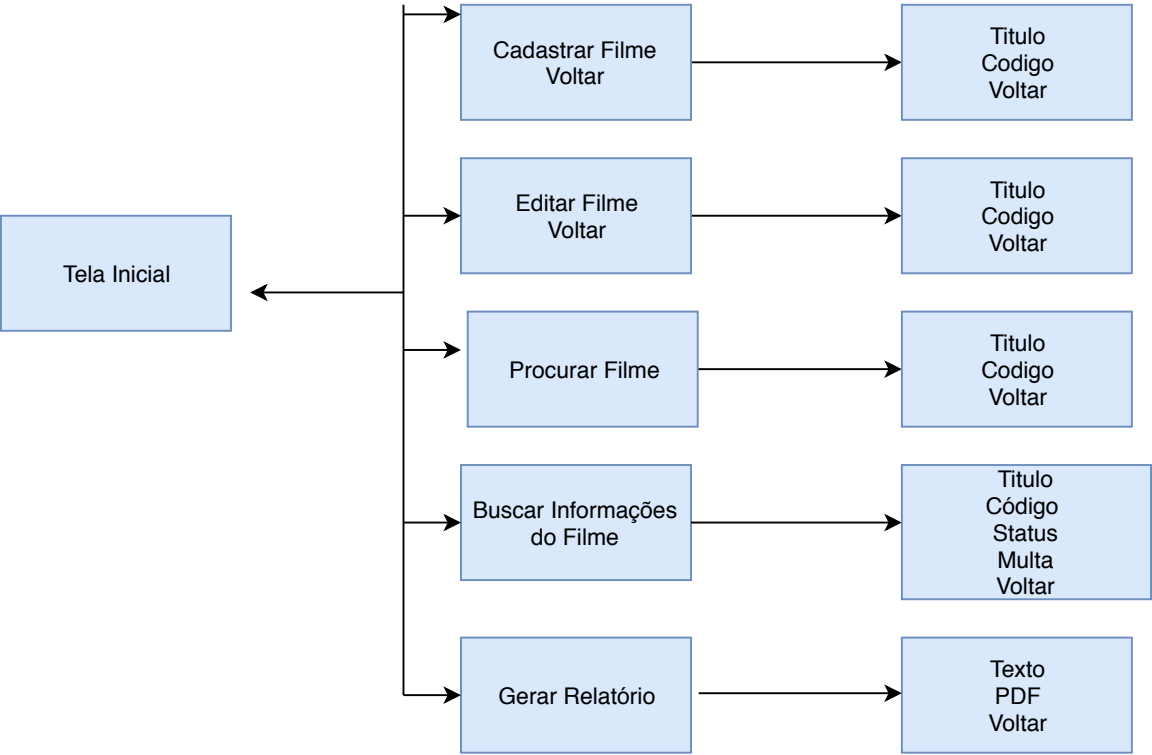 Tela Inicial
Cadastrar Filme
Voltar
Titulo
Codigo
Voltar
Editar Filme
Voltar
Titulo
Codigo
Voltar
Procurar Filme
Titulo
Codigo
Voltar
Buscar Informações
do Filme
Titulo
Código
Status
Multa
Voltar
Gerar Relatório
Texto
PDF
Voltar